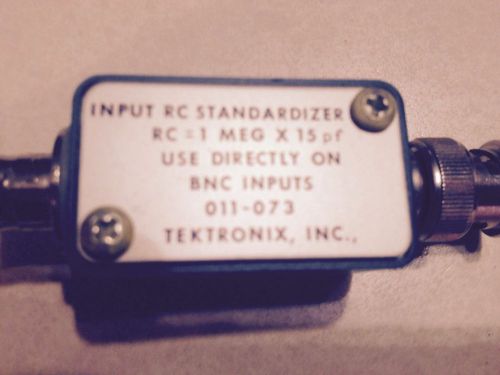 INPUT RC STANDARDIZER
RC = 1 MEG X 15 pf
USE DIRECTLY ON
BNC INPUTS
011-073
TEKTRONIX, INC.,